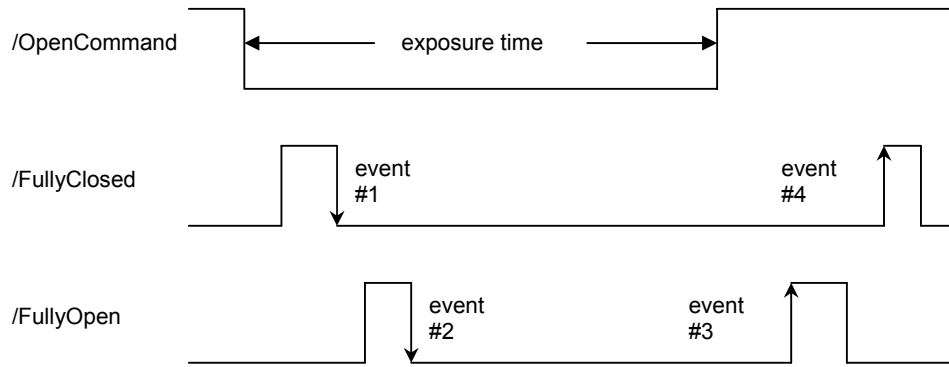 /OpenCommand
exposure time
/FullyClosed
event
#1
event
#4
/FullyOpen
event
#2
event
#3